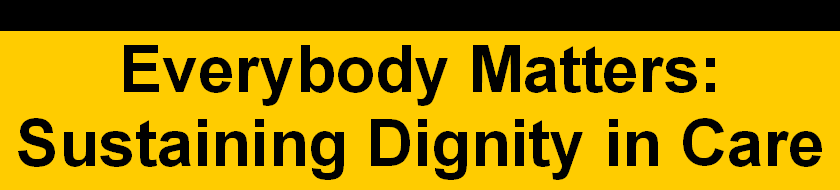 Everybody Matters:
Sustaining Dignity in Care